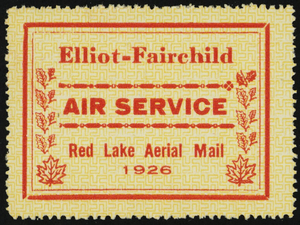 Elliot-Fairchild
AIR SERVICE
Red Lake Aerial Mail
1926